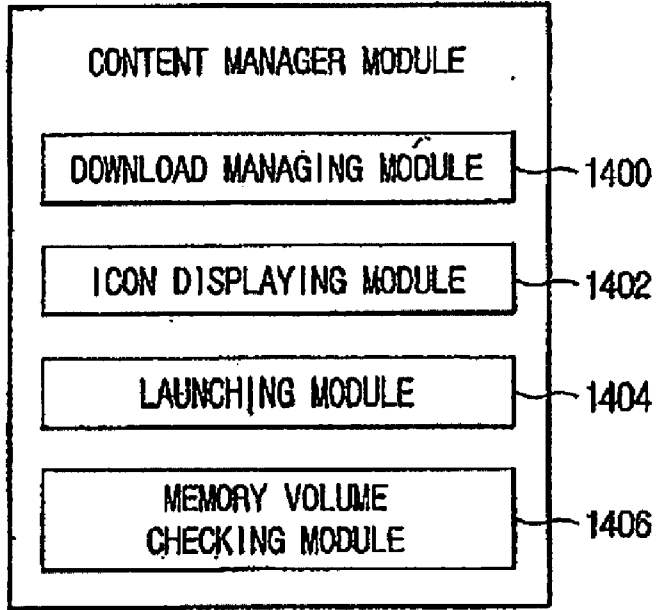 CONTENT MANAGER MODULE
DOWNLOAD MANAGING MODULE
1400
ICON DISPLAYING MODULE
1402
LAUNCHING MODULE
1404
MEMORY VOLUME
CHECKING MODULE
1406